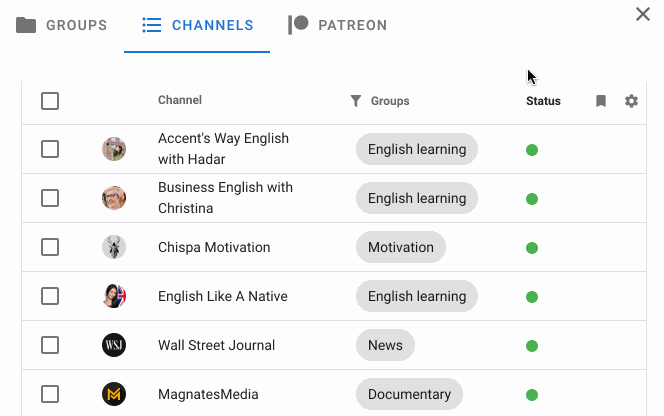 GROUPS CHANNELS PATREON
Channel Groups Status
Accent's Way English
with Hadar
English learning
Business English with
Christina
English learning
Chispa Motivation Motivation
English Like A Native English learning
WSJ Wall Street Journal News
MagnatesMedia Documentary